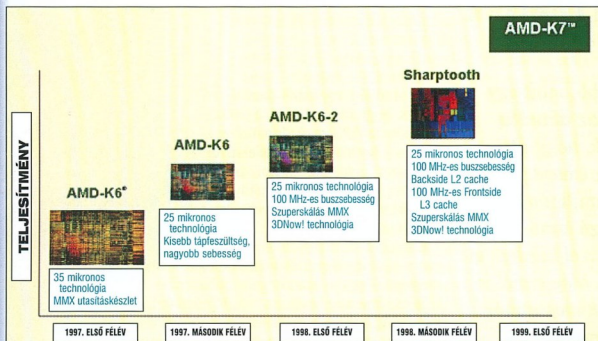 AMD-K7™
Sharptooth
25 mikronos technológia
100 MHz-es buszsebesség
Backside L2 cache
100 MHz-es Frontside
L3 cache
Szuperskálás MMX
3DNow! technológia
AMD-K6-2
25 mikronos technológia
100 MHz-es buszsebesség
Szuperskálás MMX
3DNow! technológia
AMD-K6
25 mikronos
technológia
Kisebb tápfeszültség,
nagyobb sebesség
AMD-K6®
35 mikronos
technológia
MMX utasításkészlet
TELJESÍTMÉNY
1997. ELSŐ FÉLÉV
1997. MÁSODIK FÉLÉV
1998. ELSŐ FÉLÉV
1998. MÁSODIK FÉLÉV
1999. ELSŐ FÉLÉV